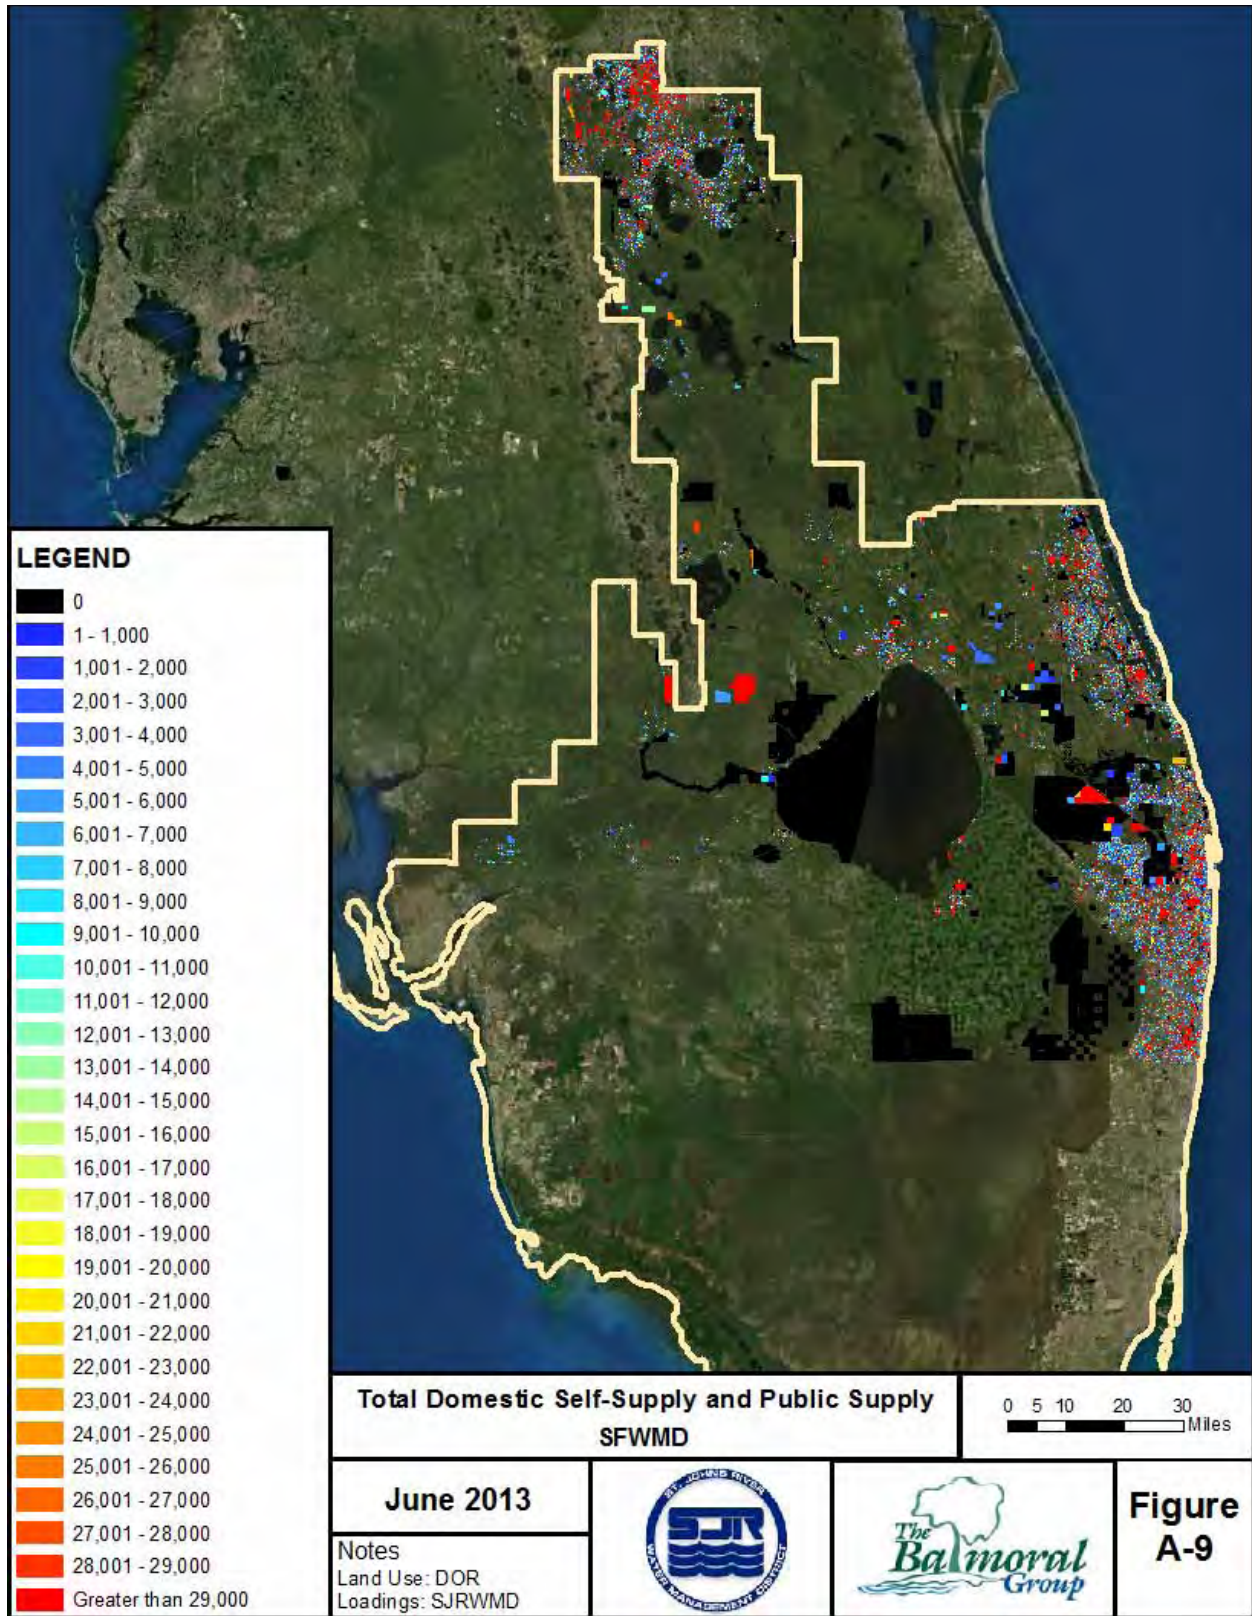 LEGEND
0
1 - 1,000
1,001 - 2,000
2,001 - 3,000
3,001 - 4,000
4,001 - 5,000
5,001 - 6,000
6,001 - 7,000
7,001 - 8,000
8,001 - 9,000
9,001 - 10,000
10,001 - 11,000
11,001 - 12,000
12,001 - 13,000
13,001 - 14,000
14,001 - 15,000
15,001 - 16,000
16,001 - 17,000
17,001 - 18,000
18,001 - 19,000
19,001 - 20,000
20,001 - 21,000
21,001 - 22,000
22,001 - 23,000
23,001 - 24,000
24,001 - 25,000
25,001 - 26,000
26,001 - 27,000
27,001 - 28,000
28,001 - 29,000
Greater than 29,000
Total Domestic Self-Supply and Public Supply
SFWMD
0 5 10 20 30
Miles
June 2013
Notes
Land Use: DOR
Loadings: SJRWMD
ST. JOHNS RIVER
SJR
WATER MANAGEMENT DISTRICT
The
Balmoral
Group
Figure
A-9